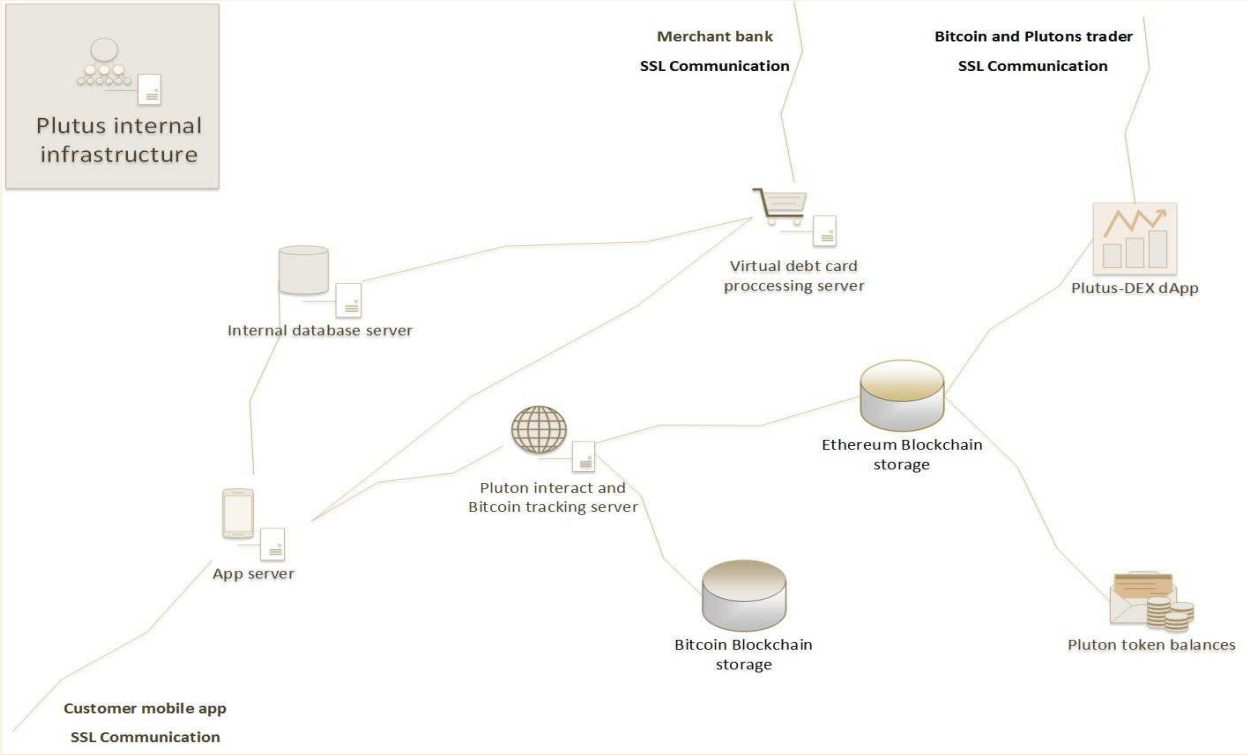 Plutus internal
infrastructure
Merchant bank
SSL Communication
Bitcoin and Plutons trader
SSL Communication
Virtual debt card
proccessing server
Plutus-DEX dApp
Internal database server
Ethereum Blockchain
storage
Pluton interact and
Bitcoin tracking server
App server
Bitcoin Blockchain
storage
Pluton token balances
Customer mobile app
SSL Communication